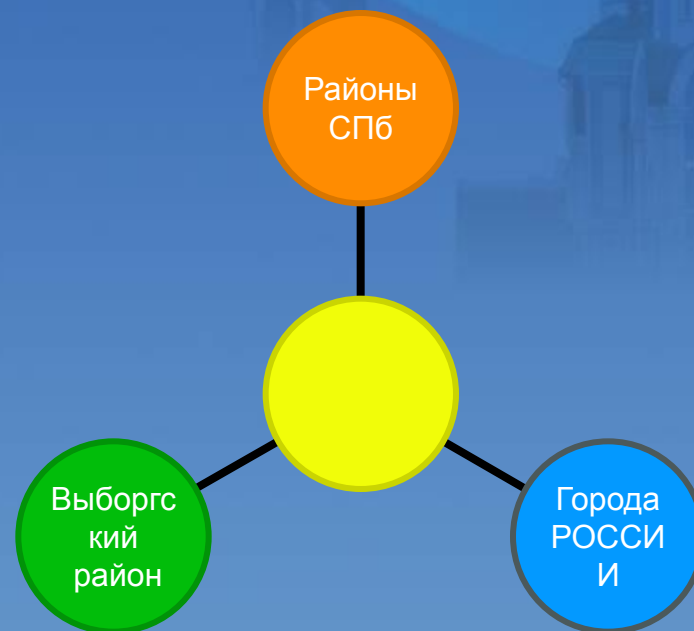 Районы
СПб
Выборгс
кий
район
Города
РОССИ
И